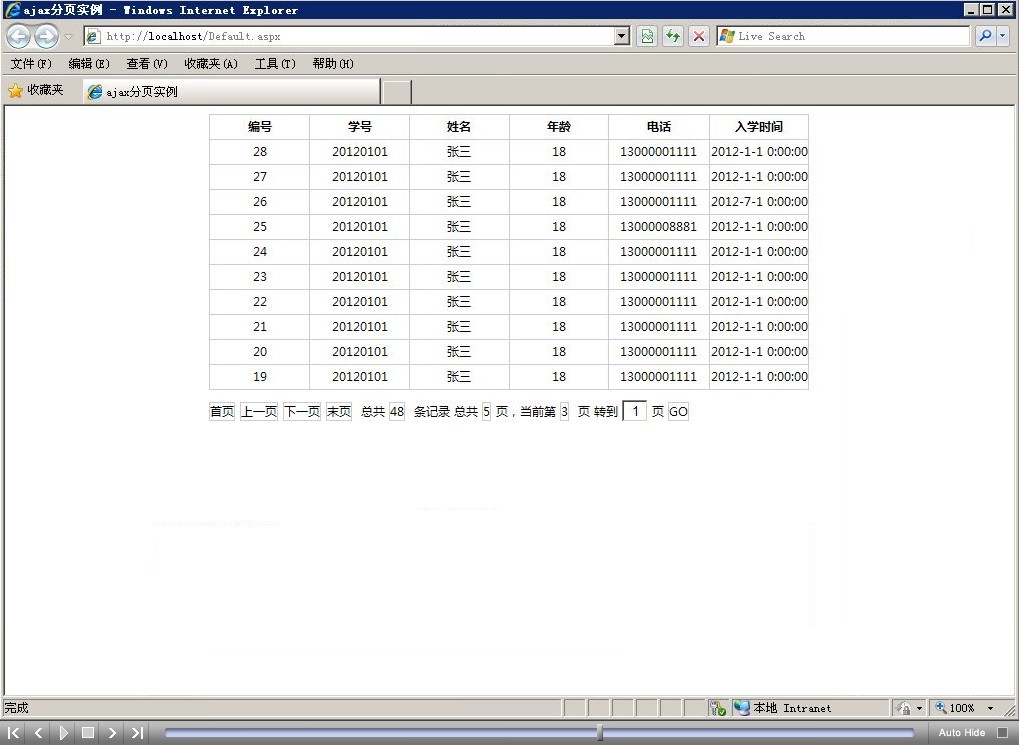 ajax分页实例 - Windows Internet Explorer
http://localhost/Default.aspx Live Search
文件(F) 编辑(E) 查看(V) 收藏夹(A) 工具(T) 帮助(H)
收藏夹 ajax分页实例
编号 学号 姓名 年龄 电话 入学时间
28 20120101 张三 18 13000001111 2012-1-1 0:00:00
27 20120101 张三 18 13000001111 2012-1-1 0:00:00
26 20120101 张三 18 13000001111 2012-7-1 0:00:00
25 20120101 张三 18 13000008881 2012-1-1 0:00:00
24 20120101 张三 18 13000001111 2012-1-1 0:00:00
23 20120101 张三 18 13000001111 2012-1-1 0:00:00
22 20120101 张三 18 13000001111 2012-1-1 0:00:00
21 20120101 张三 18 13000001111 2012-1-1 0:00:00
20 20120101 张三 18 13000001111 2012-1-1 0:00:00
19 20120101 张三 18 13000001111 2012-1-1 0:00:00
首页 上一页 下一页 末页 总共 48 条记录 总共 5 页，当前第 3 页 转到 1 页 GO
完成 本地 Intranet 100%
Auto Hide